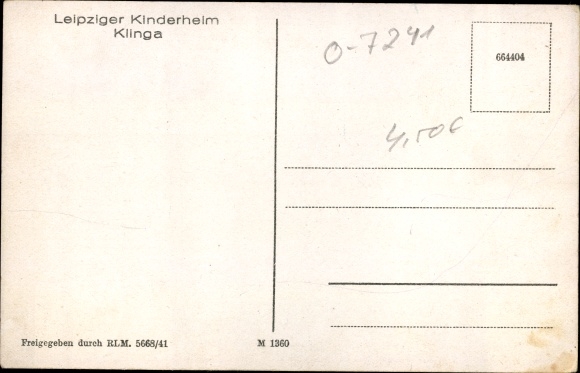 Leipziger Kinderheim
Klinga
O-7241
664404
4,50€
Freigegeben durch RLM. 5668/41
M 1360